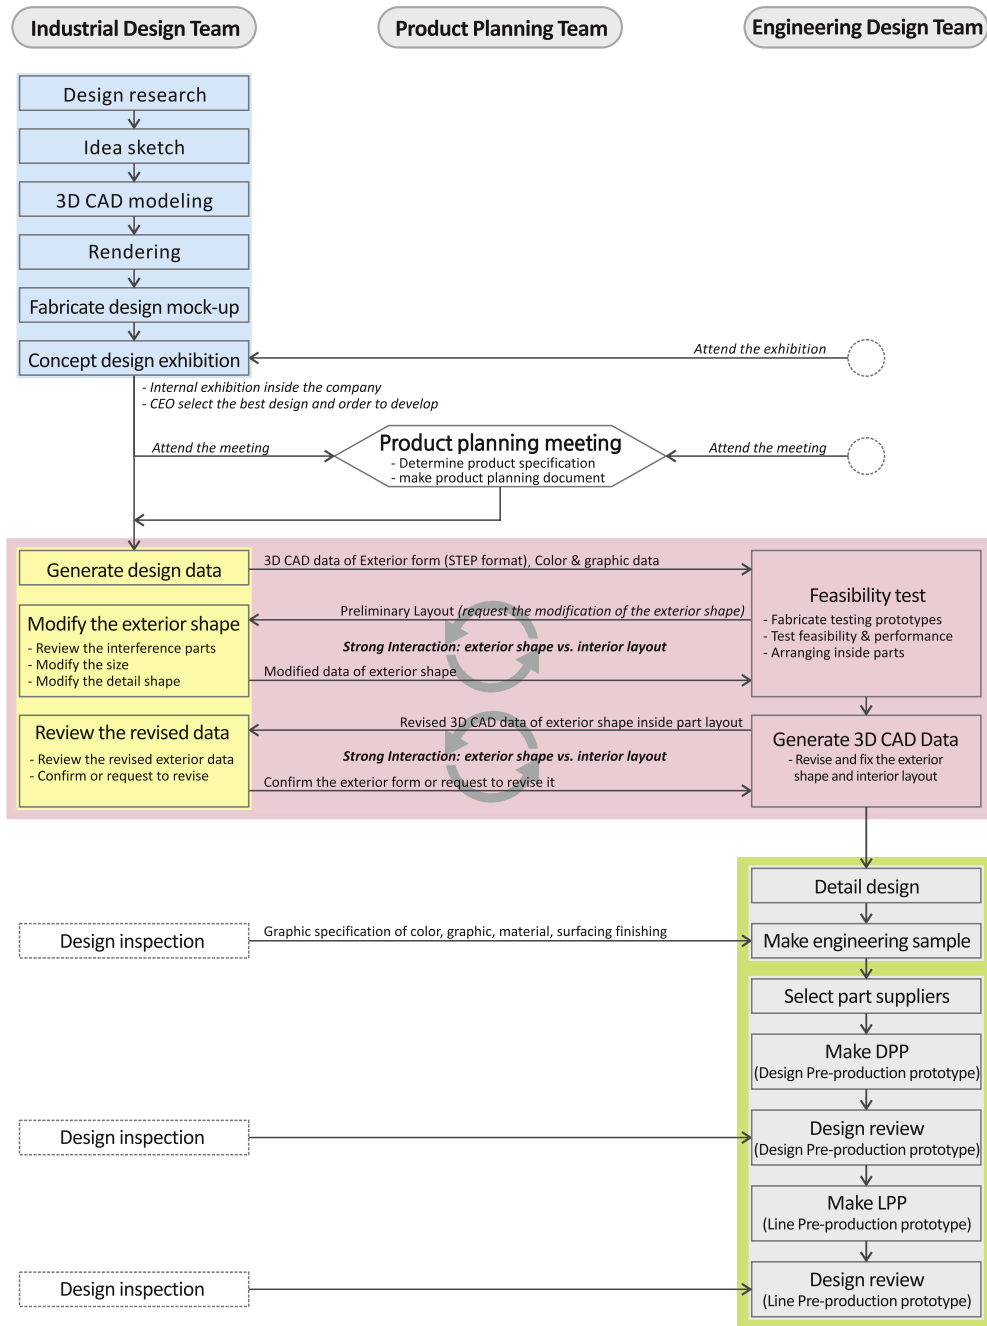 Industrial Design Team
Product Planning Team
Engineering Design Team
Design research
Idea sketch
3D CAD modeling
Rendering
Fabricate design mock-up
Concept design exhibition
Attend the exhibition
- Internal exhibition inside the company
- CEO select the best design and order to develop
Attend the meeting
Product planning meeting
- Determine product specification
- make product planning document
Attend the meeting
Generate design data
3D CAD data of Exterior form (STEP format), Color & graphic data
Feasibility test
- Fabricate testing prototypes
- Test feasibility & performance
- Arranging inside parts
Preliminary Layout (request the modification of the exterior shape)
Modify the exterior shape
- Review the interference parts
- Modify the size
- Modify the detail shape
Strong Interaction: exterior shape vs. interior layout
Modified data of exterior shape
Revised 3D CAD data of exterior shape inside part layout
Review the revised data
- Review the revised exterior data
- Confirm or request to revise
Strong Interaction: exterior shape vs. interior layout
Generate 3D CAD Data
- Revise and fix the exterior
shape and interior layout
Confirm the exterior form or request to revise it
Detail design
Design inspection
Graphic specification of color, graphic, material, surfacing finishing
Make engineering sample
Select part suppliers
Make DPP
(Design Pre-production prototype)
Design inspection
Design review
(Design Pre-production prototype)
Make LPP
(Line Pre-production prototype)
Design inspection
Design review
(Line Pre-production prototype)